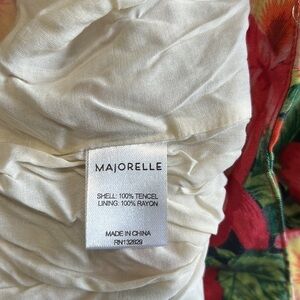 MAJORELLE
SHELL: 100% TENCEL
LINING: 100% RAYON
MADE IN CHINA
RN132829